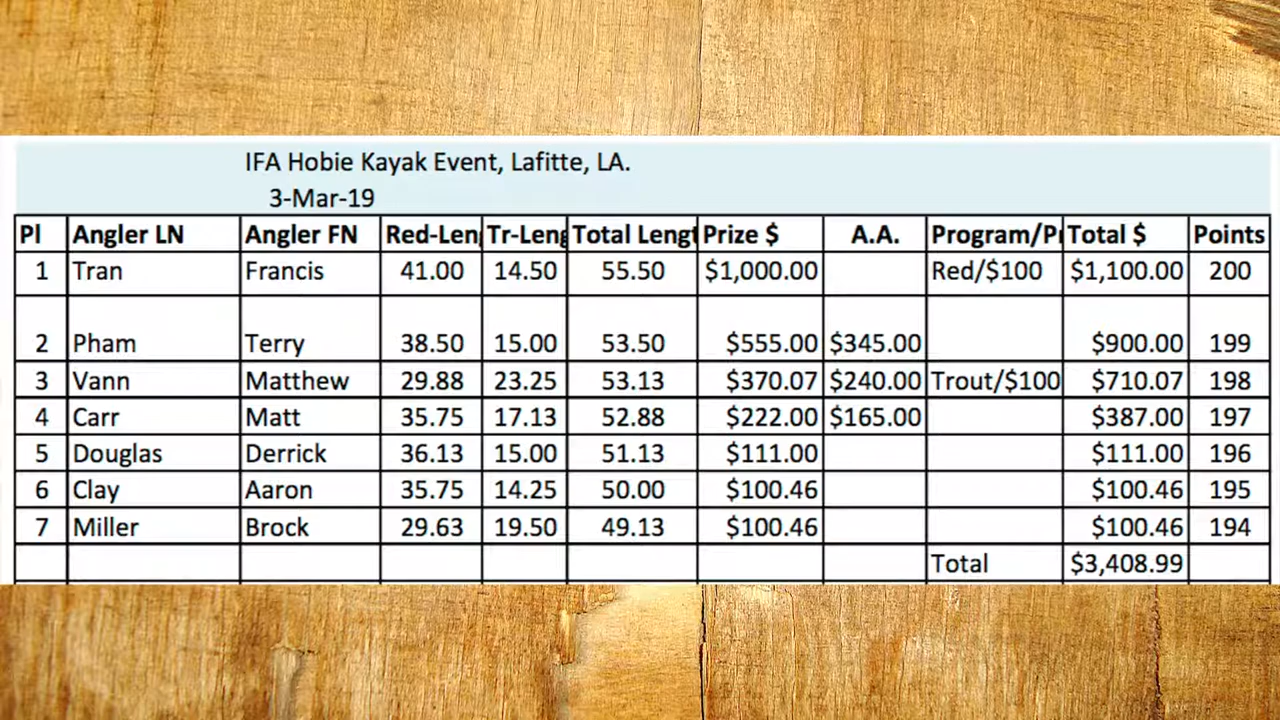 IFA Hobie Kayak Event, Lafitte, LA.
3-Mar-19
Pl Angler LN Angler FN Red-Leng Tr-Leng Total Lengt Prize $ A.A. Program/Pr Total $ Points
1 Tran Francis 41.00 14.50 55.50 $1,000.00 Red/$100 $1,100.00 200
2 Pham Terry 38.50 15.00 53.50 $555.00 $345.00 $900.00 199
3 Vann Matthew 29.88 23.25 53.13 $370.07 $240.00 Trout/$100 $710.07 198
4 Carr Matt 35.75 17.13 52.88 $222.00 $165.00 $387.00 197
5 Douglas Derrick 36.13 15.00 51.13 $111.00 $111.00 196
6 Clay Aaron 35.75 14.25 50.00 $100.46 $100.46 195
7 Miller Brock 29.63 19.50 49.13 $100.46 $100.46 194
Total $3,408.99